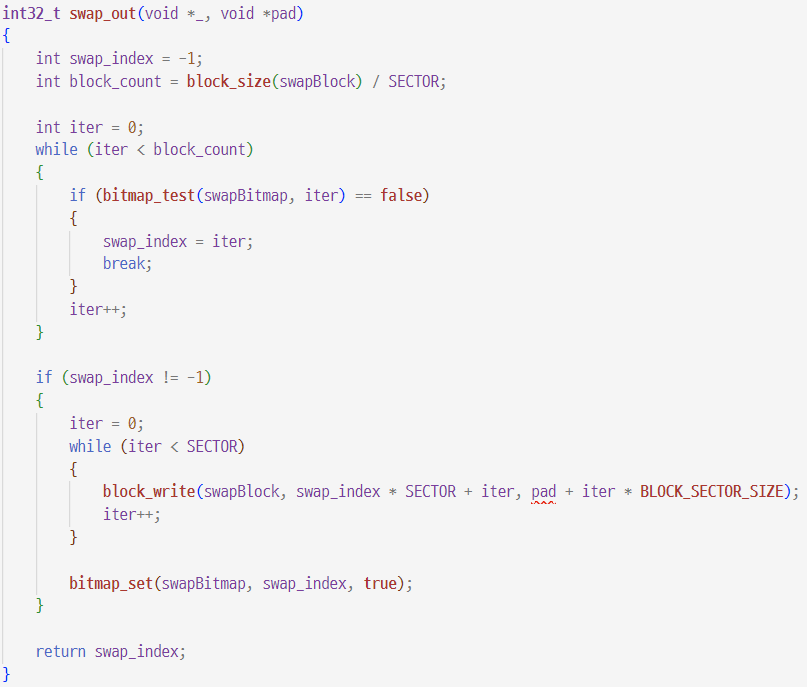 int32_t swap_out(void *_, void *pad)
{
    int swap_index = -1;
    int block_count = block_size(swapBlock) / SECTOR;

    int iter = 0;
    while (iter < block_count)
    {
        if (bitmap_test(swapBitmap, iter) == false)
        {
            swap_index = iter;
            break;
        }
        iter++;
    }

    if (swap_index != -1)
    {
        iter = 0;
        while (iter < SECTOR)
        {
            block_write(swapBlock, swap_index * SECTOR + iter, pad + iter * BLOCK_SECTOR_SIZE);
            iter++;
        }

        bitmap_set(swapBitmap, swap_index, true);
    }

    return swap_index;
}